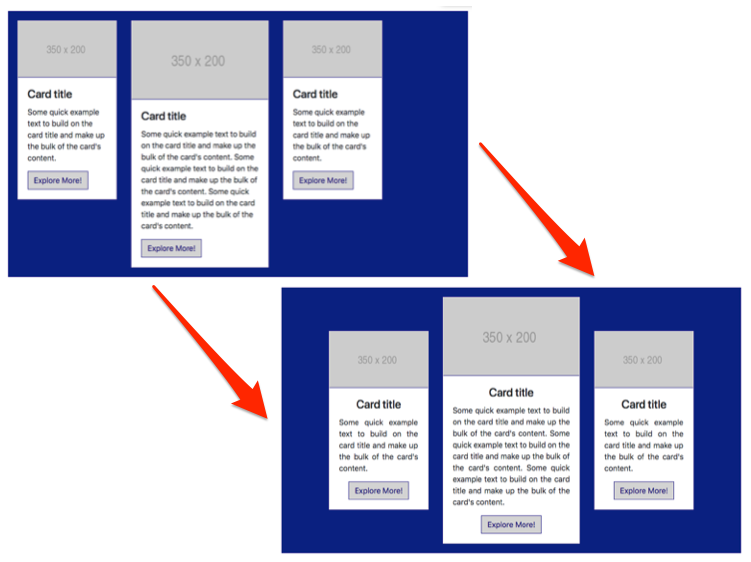 350 x 200
Card title
Some quick example
text to build on the
card title and make up
the bulk of the card's
content.
Explore More!
350 x 200
Card title
Some quick example text to build
on the card title and make up the
bulk of the card's content. Some
quick example text to build on the
card title and make up the bulk of
the card's content. Some quick
example text to build on the card
title and make up the bulk of the
card's content.
Explore More!
350 x 200
Card title
Some quick example
text to build on the
card title and make up
the bulk of the card's
content.
Explore More!
350 x 200
Card title
Some quick example
text to build on the
card title and make up
the bulk of the card's
content.
Explore More!
350 x 200
Card title
Some quick example text to build
on the card title and make up the
bulk of the card's content. Some
quick example text to build on the
card title and make up the bulk of
the card's content. Some quick
example text to build on the card
title and make up the bulk of the
card's content.
Explore More!
350 x 200
Card title
Some quick example
text to build on the
card title and make up
the bulk of the card's
content.
Explore More!